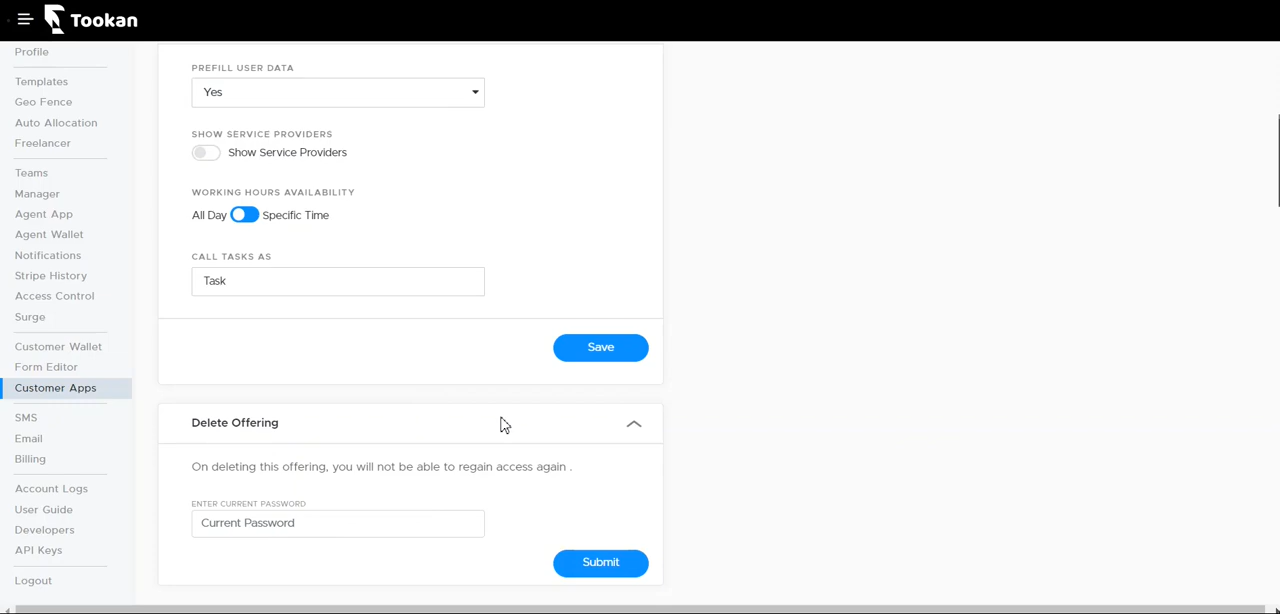 Tookan
Profile
Templates
Geo Fence
Auto Allocation
Freelancer
Teams
Manager
Agent App
Agent Wallet
Notifications
Stripe History
Access Control
Surge
Customer Wallet
Form Editor
Customer Apps
SMS
Email
Billing
Account Logs
User Guide
Developers
API Keys
Logout
PREFILL USER DATA
Yes
SHOW SERVICE PROVIDERS
Show Service Providers
WORKING HOURS AVAILABILITY
All Day Specific Time
CALL TASKS AS
Task
Save
Delete Offering
On deleting this offering, you will not be able to regain access again .
ENTER CURRENT PASSWORD
Current Password
Submit